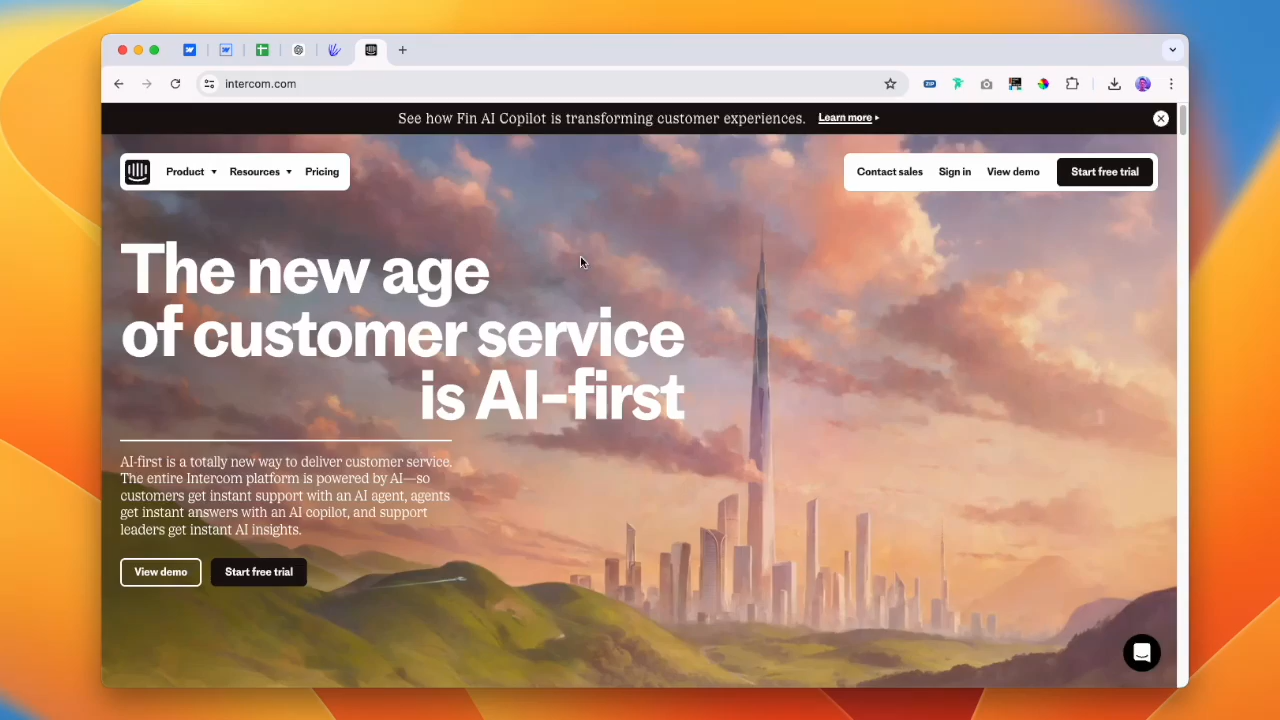 intercom.com
ZIP
See how Fin AI Copilot is transforming customer experiences. Learn more
Product Resources Pricing
Contact sales Sign in View demo Start free trial
The new age
of customer service
is AI-first
AI-first is a totally new way to deliver customer service.
The entire Intercom platform is powered by AI—so
customers get instant support with an AI agent, agents
get instant answers with an AI copilot, and support
leaders get instant AI insights.
View demo Start free trial